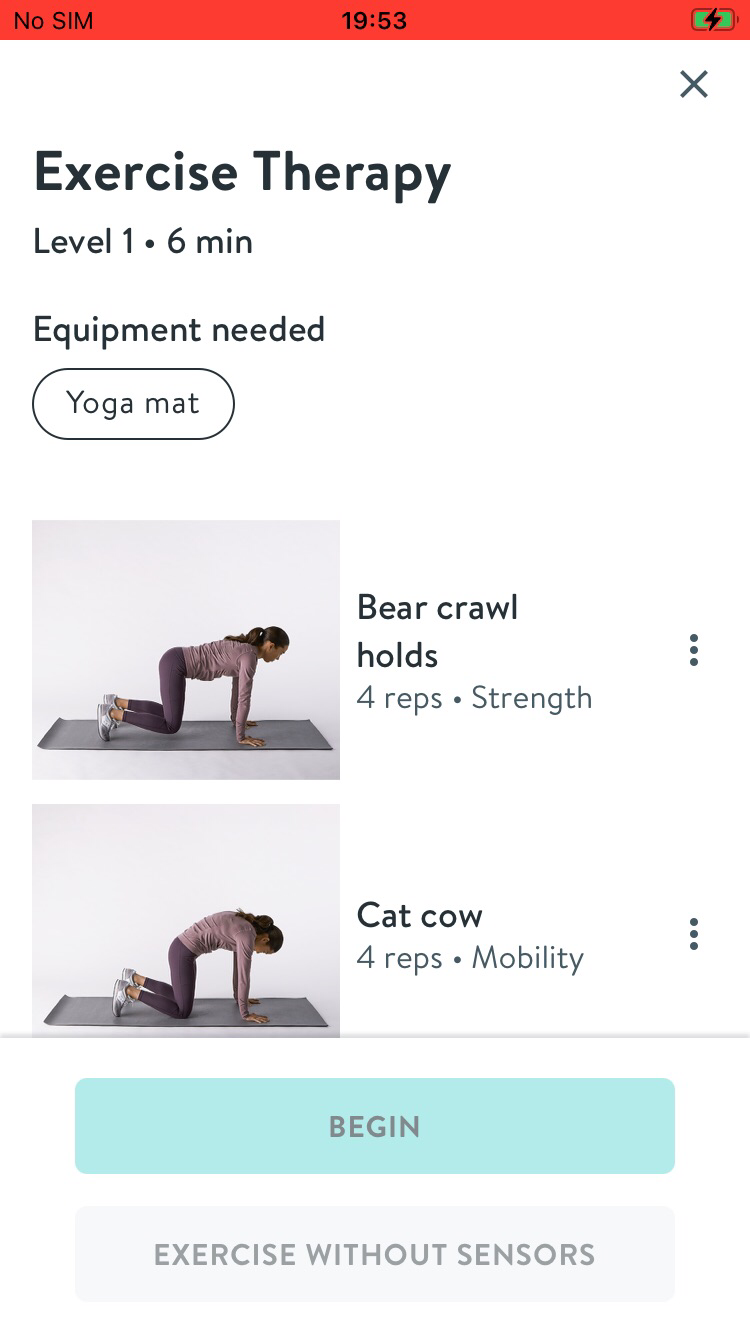 No SIM
19:53
Exercise Therapy
Level 1 • 6 min
Equipment needed
Yoga mat
Bear crawl
holds
4 reps • Strength
Cat cow
4 reps • Mobility
BEGIN
EXERCISE WITHOUT SENSORS